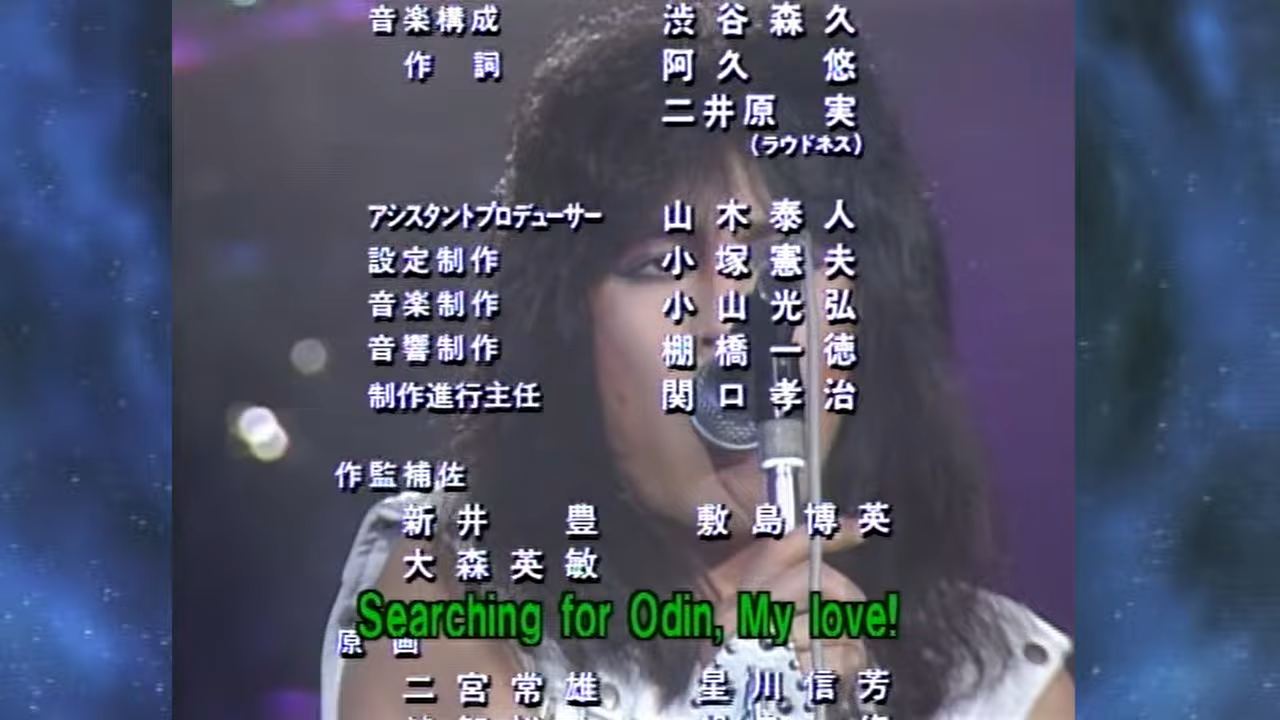 音楽構成 渋谷森久
作詞 阿久 悠
二井原 実
(ラウドネス)
アシスタントプロデューサー 山木泰人
設定制作 小塚憲夫
音楽制作 小山光弘
音響制作 棚橋一徳
制作進行主任 関口孝治
作監補佐
新井 豊 敷島博英
大森英敏
Searching for Odin, My love!
原画
二宮常雄 星川信芳